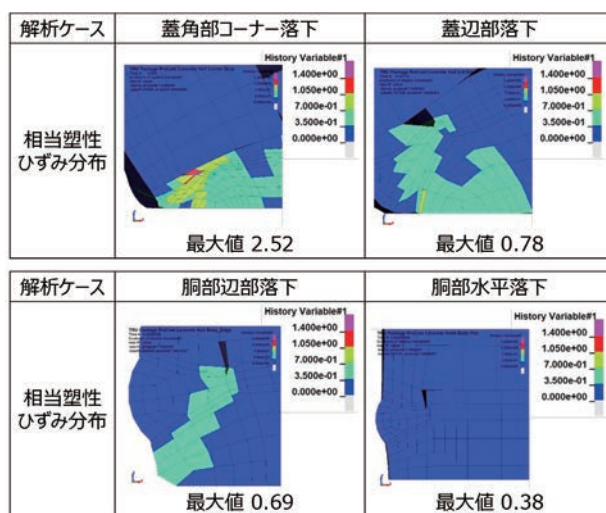 解析ケース
蓋角部コーナー落下
蓋辺部落下
相当塑性
ひずみ分布
History Variable#1
1.400e+00
1.050e+00
7.000e-01
3.500e-01
0.000e+00
最大値 2.52
History Variable#1
1.400e+00
1.050e+00
7.000e-01
3.500e-01
0.000e+00
最大値 0.78
解析ケース
胴部辺部落下
胴部水平落下
相当塑性
ひずみ分布
History Variable#1
1.400e+00
1.050e+00
7.000e-01
3.500e-01
0.000e+00
最大値 0.69
History Variable#1
1.400e+00
1.050e+00
7.000e-01
3.500e-01
0.000e+00
最大値 0.38